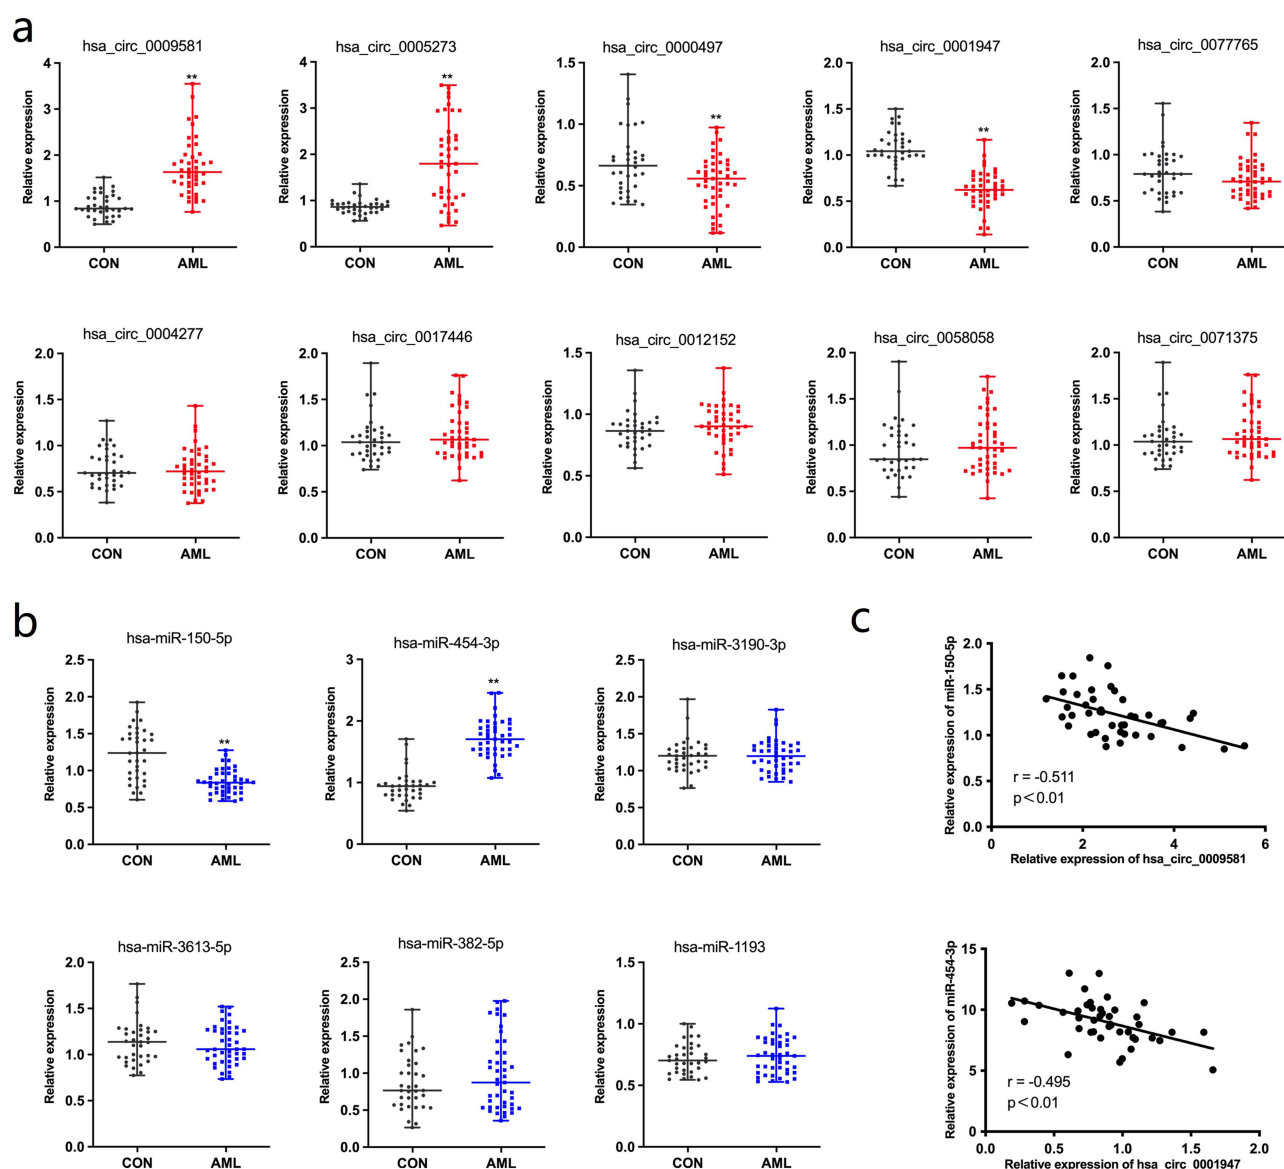 a
hsa_circ_0009581
hsa_circ_0005273
hsa_circ_0000497
hsa_circ_0001947
hsa_circ_0077765
Relative expression
4
3
2
1
0
**
CON
AML
Relative expression
4
3
2
1
0
**
CON
AML
Relative expression
1.5
1.0
0.5
0.0
**
CON
AML
Relative expression
2.0
1.5
1.0
0.5
0.0
**
CON
AML
Relative expression
2.0
1.5
1.0
0.5
0.0
CON
AML
hsa_circ_0004277
hsa_circ_0017446
hsa_circ_0012152
hsa_circ_0058058
hsa_circ_0071375
Relative expression
2.0
1.5
1.0
0.5
0.0
CON
AML
Relative expression
2.0
1.5
1.0
0.5
0.0
CON
AML
Relative expression
1.5
1.0
0.5
0.0
CON
AML
Relative expression
2.0
1.5
1.0
0.5
0.0
CON
AML
Relative expression
2.0
1.5
1.0
0.5
0.0
CON
AML
b
hsa-miR-150-5p
hsa-miR-454-3p
hsa-miR-3190-3p
Relative expression
2.5
2.0
1.5
1.0
0.5
0.0
**
CON
AML
Relative expression
3
2
1
0
**
CON
AML
Relative expression
2.5
2.0
1.5
1.0
0.5
0.0
CON
AML
hsa-miR-3613-5p
hsa-miR-382-5p
hsa-miR-1193
Relative expression
2.0
1.5
1.0
0.5
0.0
CON
AML
Relative expression
2.5
2.0
1.5
1.0
0.5
0.0
CON
AML
Relative expression
1.5
1.0
0.5
0.0
CON
AML
c
Relative expression of miR-150-5p
2.0
1.5
1.0
0.5
0.0
r = -0.511
p<0.01
0
2
4
6
Relative expression of hsa_circ_0009581
Relative expression of miR-454-3p
15
10
5
0
r = -0.495
p<0.01
0.0
0.5
1.0
1.5
2.0
Relative expression of hsa_circ_0001947